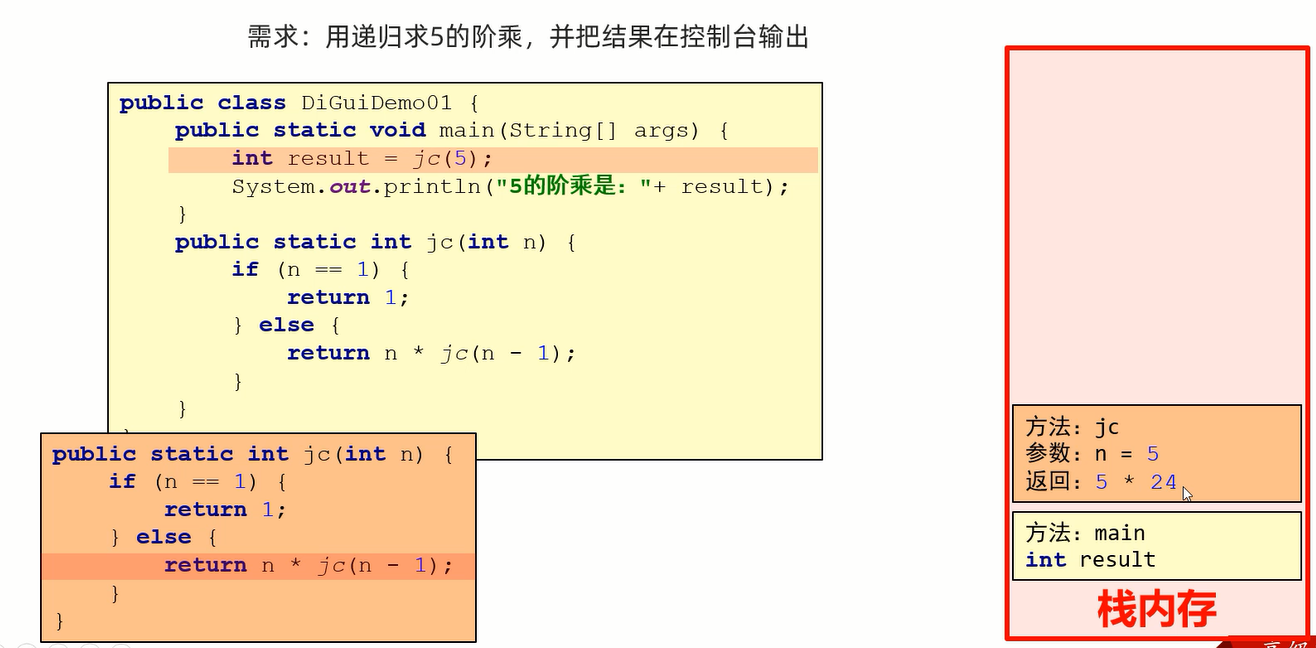 需求：用递归求5的阶乘，并把结果在控制台输出
public class DiGuiDemo01 {
    public static void main(String[] args) {
        int result = jc(5);
        System.out.println("5的阶乘是："+ result);
    }
    public static int jc(int n) {
        if (n == 1) {
            return 1;
        } else {
            return n * jc(n - 1);
        }
    }
public static int jc(int n) {
    if (n == 1) {
        return 1;
    } else {
        return n * jc(n - 1);
    }
}
方法：jc
参数：n = 5
返回：5 * 24
方法：main
int result
栈内存